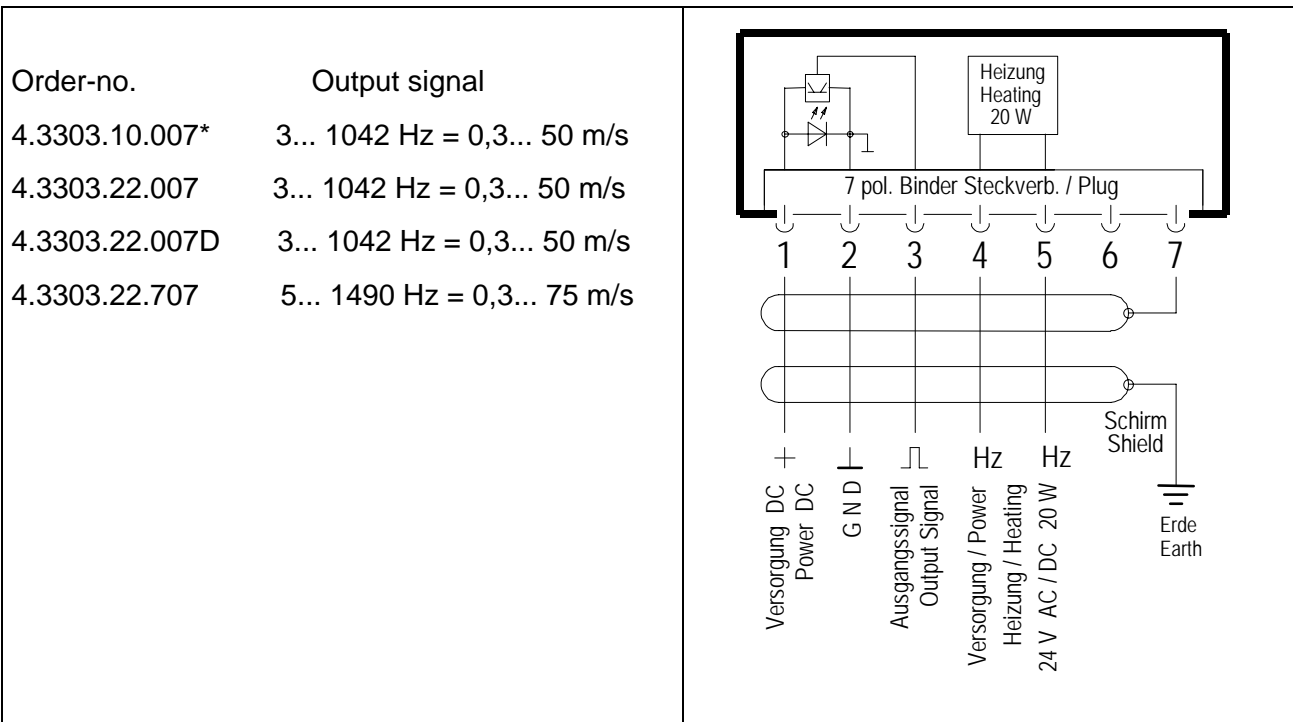 Order-no. Output signal
4.3303.10.007* 3... 1042 Hz = 0,3... 50 m/s
4.3303.22.007 3... 1042 Hz = 0,3... 50 m/s
4.3303.22.007D 3... 1042 Hz = 0,3... 50 m/s
4.3303.22.707 5... 1490 Hz = 0,3... 75 m/s
Heizung
Heating
20 W
7 pol. Binder Steckverb. / Plug
1 2 3 4 5 6 7
Schirm
Shield
Hz Hz
Versorgung DC
Power DC
G N D
Ausgangssignal
Output Signal
Versorgung / Power
Heizung / Heating
24 V AC / DC 20 W
Erde
Earth